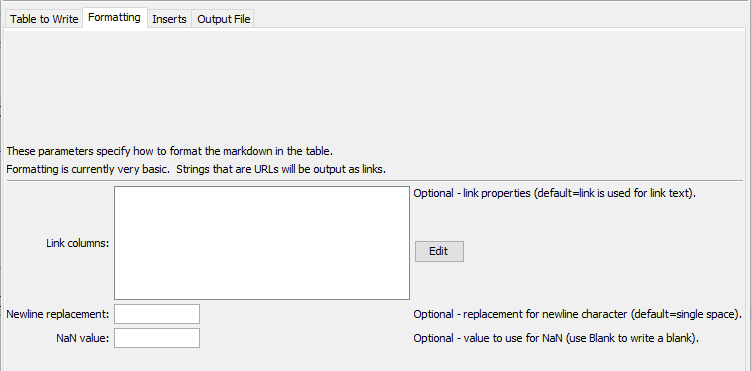 Table to Write Formatting Inserts Output File
These parameters specify how to format the markdown in the table.
Formatting is currently very basic.  Strings that are URLs will be output as links.
Optional - link properties (default=link is used for link text).
Link columns:
Edit
Newline replacement: Optional - replacement for newline character (default=single space).
NaN value: Optional - value to use for NaN (use Blank to write a blank).